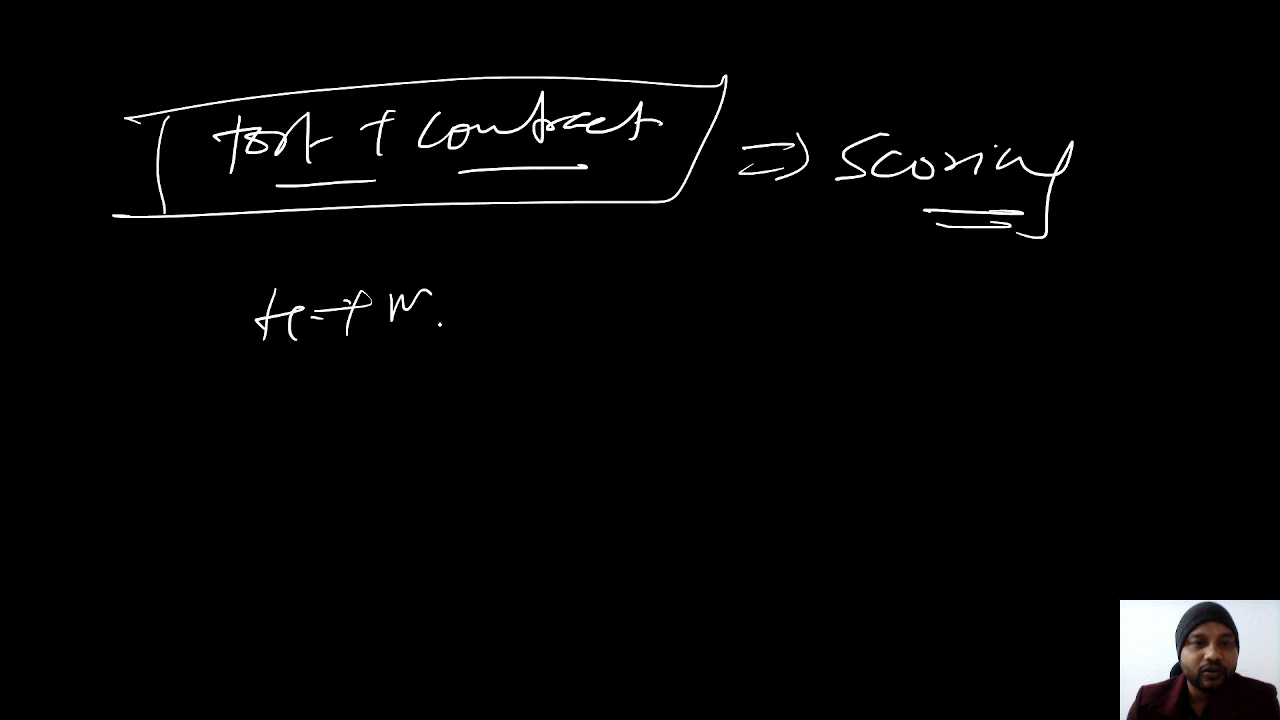 tort + contract => scoring
H + W.